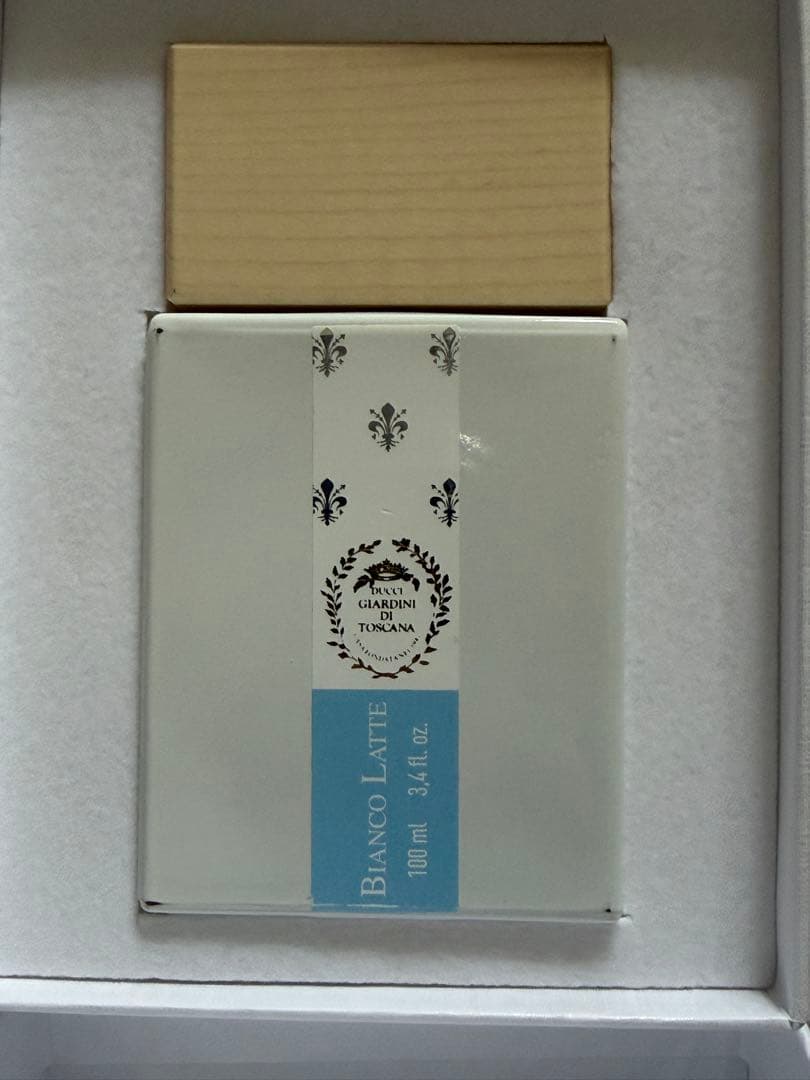 DUCCI
GIARDINI
DI
TOSCANA
BIANCO LATTE
100 ml 3,4 fl. oz.